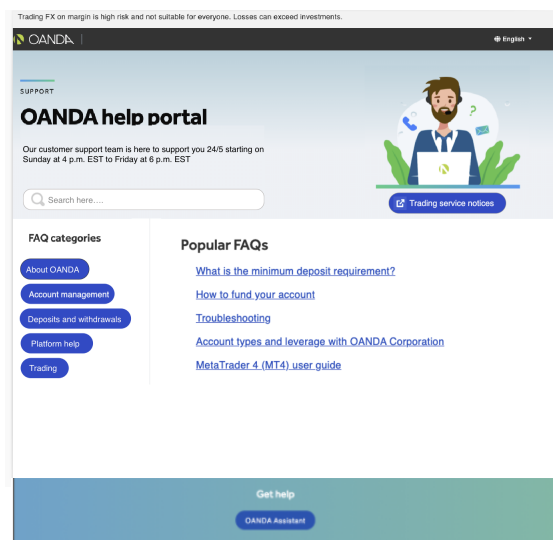 Trading FX on margin is high risk and not suitable for everyone. Losses can exceed investments.
OANDA
English
SUPPORT
OANDA help portal
Our customer support team is here to support you 24/5 starting on
Sunday at 4 p.m. EST to Friday at 6 p.m. EST
Search here....
Trading service notices
FAQ categories
About OANDA
Account management
Deposits and withdrawals
Platform help
Trading
Popular FAQs
What is the minimum deposit requirement?
How to fund your account
Troubleshooting
Account types and leverage with OANDA Corporation
MetaTrader 4 (MT4) user guide
Get help
OANDA Assistant